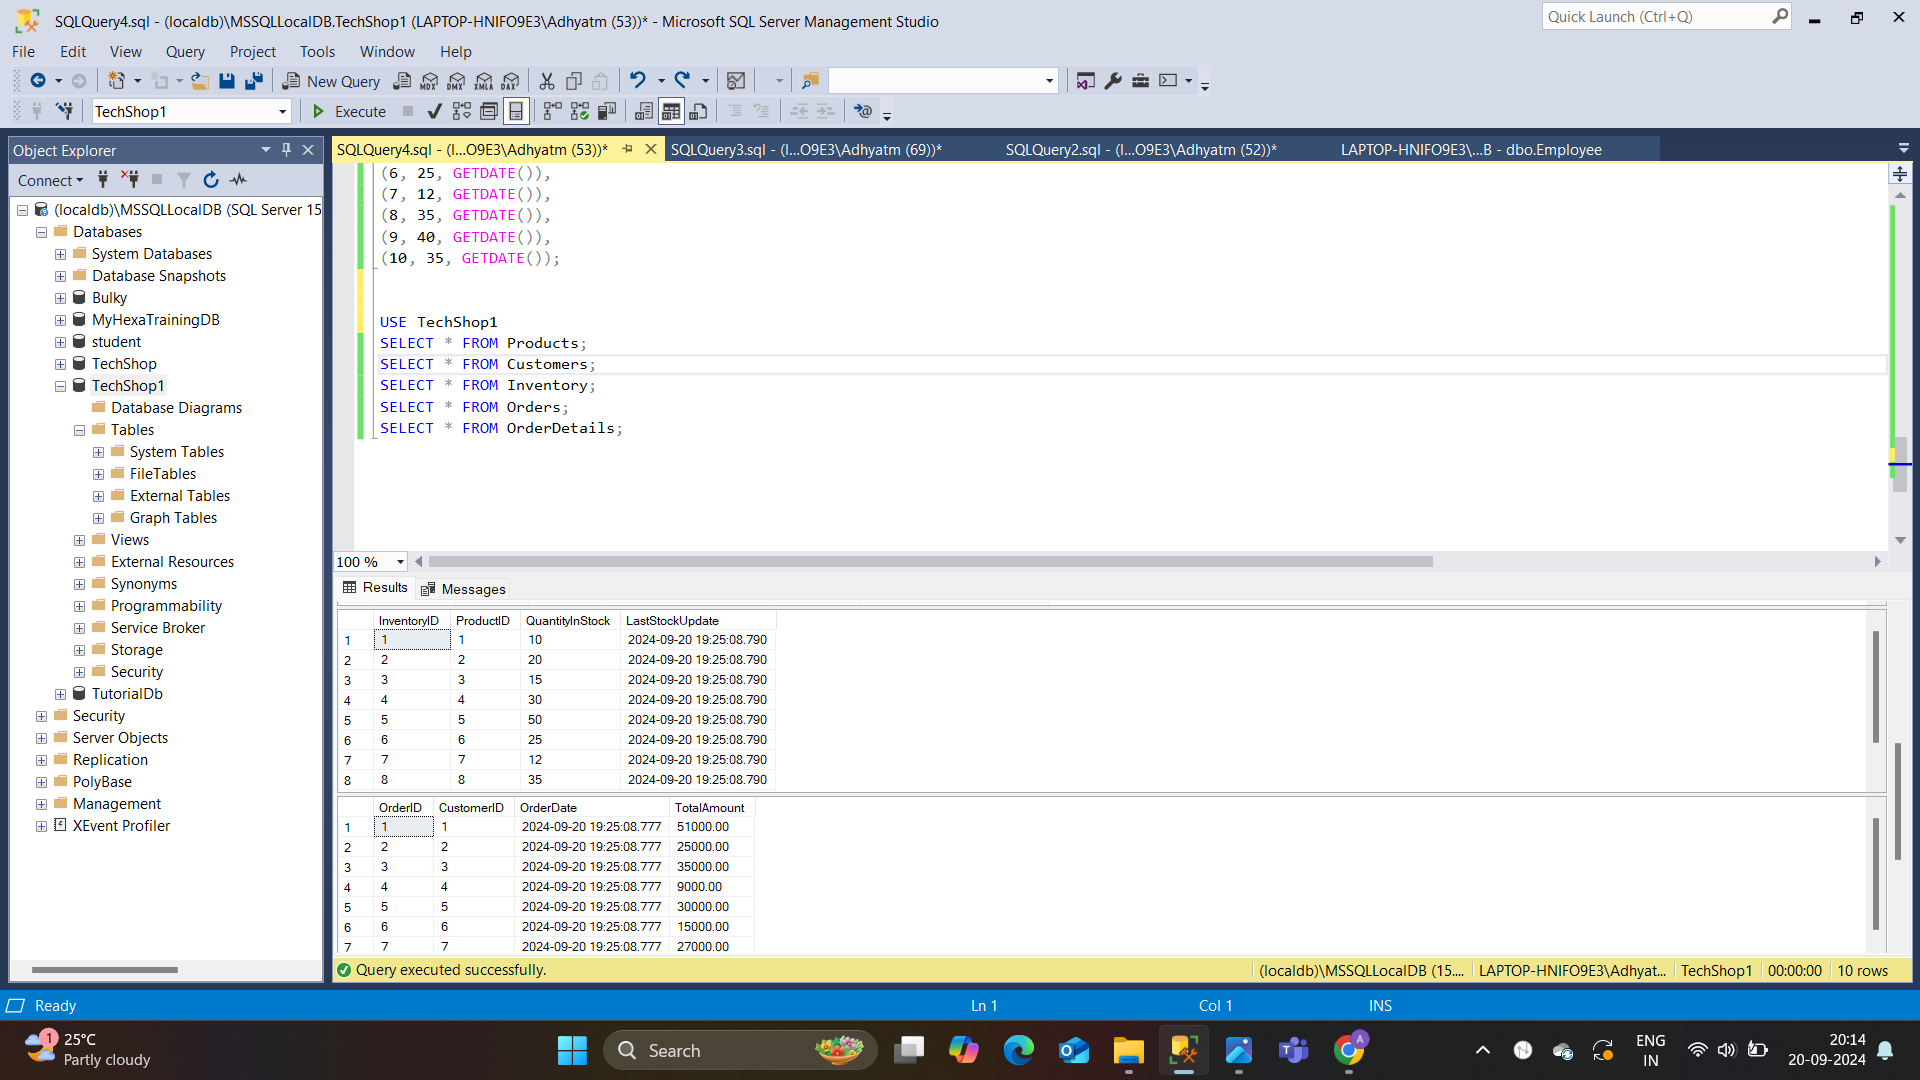 SQLQuery4.sql - (localdb)\MSSQLLocalDB.TechShop1 (LAPTOP-HNIFO9E3\Adhyatm (53))* - Microsoft SQL Server Management Studio
Quick Launch (Ctrl+Q)
File Edit View Query Project Tools Window Help
New Query MDX DMX XMLA DAX
TechShop1 Execute
Object Explorer
Connect
(localdb)\MSSQLLocalDB (SQL Server 15
Databases
System Databases
Database Snapshots
Bulky
MyHexaTrainingDB
student
TechShop
TechShop1
Database Diagrams
Tables
System Tables
FileTables
External Tables
Graph Tables
Views
External Resources
Synonyms
Programmability
Service Broker
Storage
Security
TutorialDb
Security
Server Objects
Replication
PolyBase
Management
XEvent Profiler
SQLQuery4.sql - (l...O9E3\Adhyatm (53))* SQLQuery3.sql - (l...O9E3\Adhyatm (69))* SQLQuery2.sql - (l...O9E3\Adhyatm (52))* LAPTOP-HNIFO9E3\...B - dbo.Employee
(6, 25, GETDATE()),
(7, 12, GETDATE()),
(8, 35, GETDATE()),
(9, 40, GETDATE()),
(10, 35, GETDATE());
USE TechShop1
SELECT * FROM Products;
SELECT * FROM Customers;
SELECT * FROM Inventory;
SELECT * FROM Orders;
SELECT * FROM OrderDetails;
100 %
Results Messages
InventoryID ProductID QuantityInStock LastStockUpdate
1 1 1 10 2024-09-20 19:25:08.790
2 2 2 20 2024-09-20 19:25:08.790
3 3 3 15 2024-09-20 19:25:08.790
4 4 4 30 2024-09-20 19:25:08.790
5 5 5 50 2024-09-20 19:25:08.790
6 6 6 25 2024-09-20 19:25:08.790
7 7 7 12 2024-09-20 19:25:08.790
8 8 8 35 2024-09-20 19:25:08.790
OrderID CustomerID OrderDate TotalAmount
1 1 1 2024-09-20 19:25:08.777 51000.00
2 2 2 2024-09-20 19:25:08.777 25000.00
3 3 3 2024-09-20 19:25:08.777 35000.00
4 4 4 2024-09-20 19:25:08.777 9000.00
5 5 5 2024-09-20 19:25:08.777 30000.00
6 6 6 2024-09-20 19:25:08.777 15000.00
7 7 7 2024-09-20 19:25:08.777 27000.00
Query executed successfully. (localdb)\MSSQLLocalDB (15.... LAPTOP-HNIFO9E3\Adhyat... TechShop1 00:00:00 10 rows
Ready Ln 1 Col 1 INS
1
25°C
Partly cloudy
Search
ENG
IN
20:14
20-09-2024